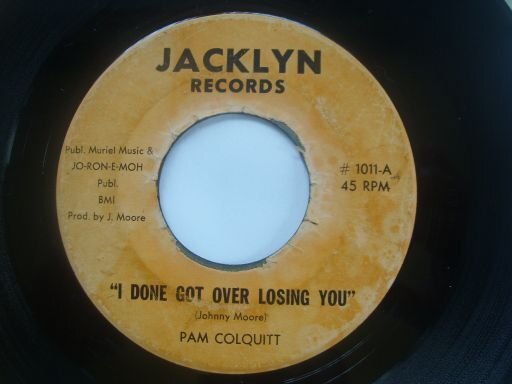 JACKLYN
RECORDS
Publ. Muriel Music &
JO-RON-E-MOH
Publ.
BMI
Prod. by J. Moore
# 1011-A
45 RPM
"I DONE GOT OVER LOSING YOU"
(Johnny Moore)
PAM COLQUITT